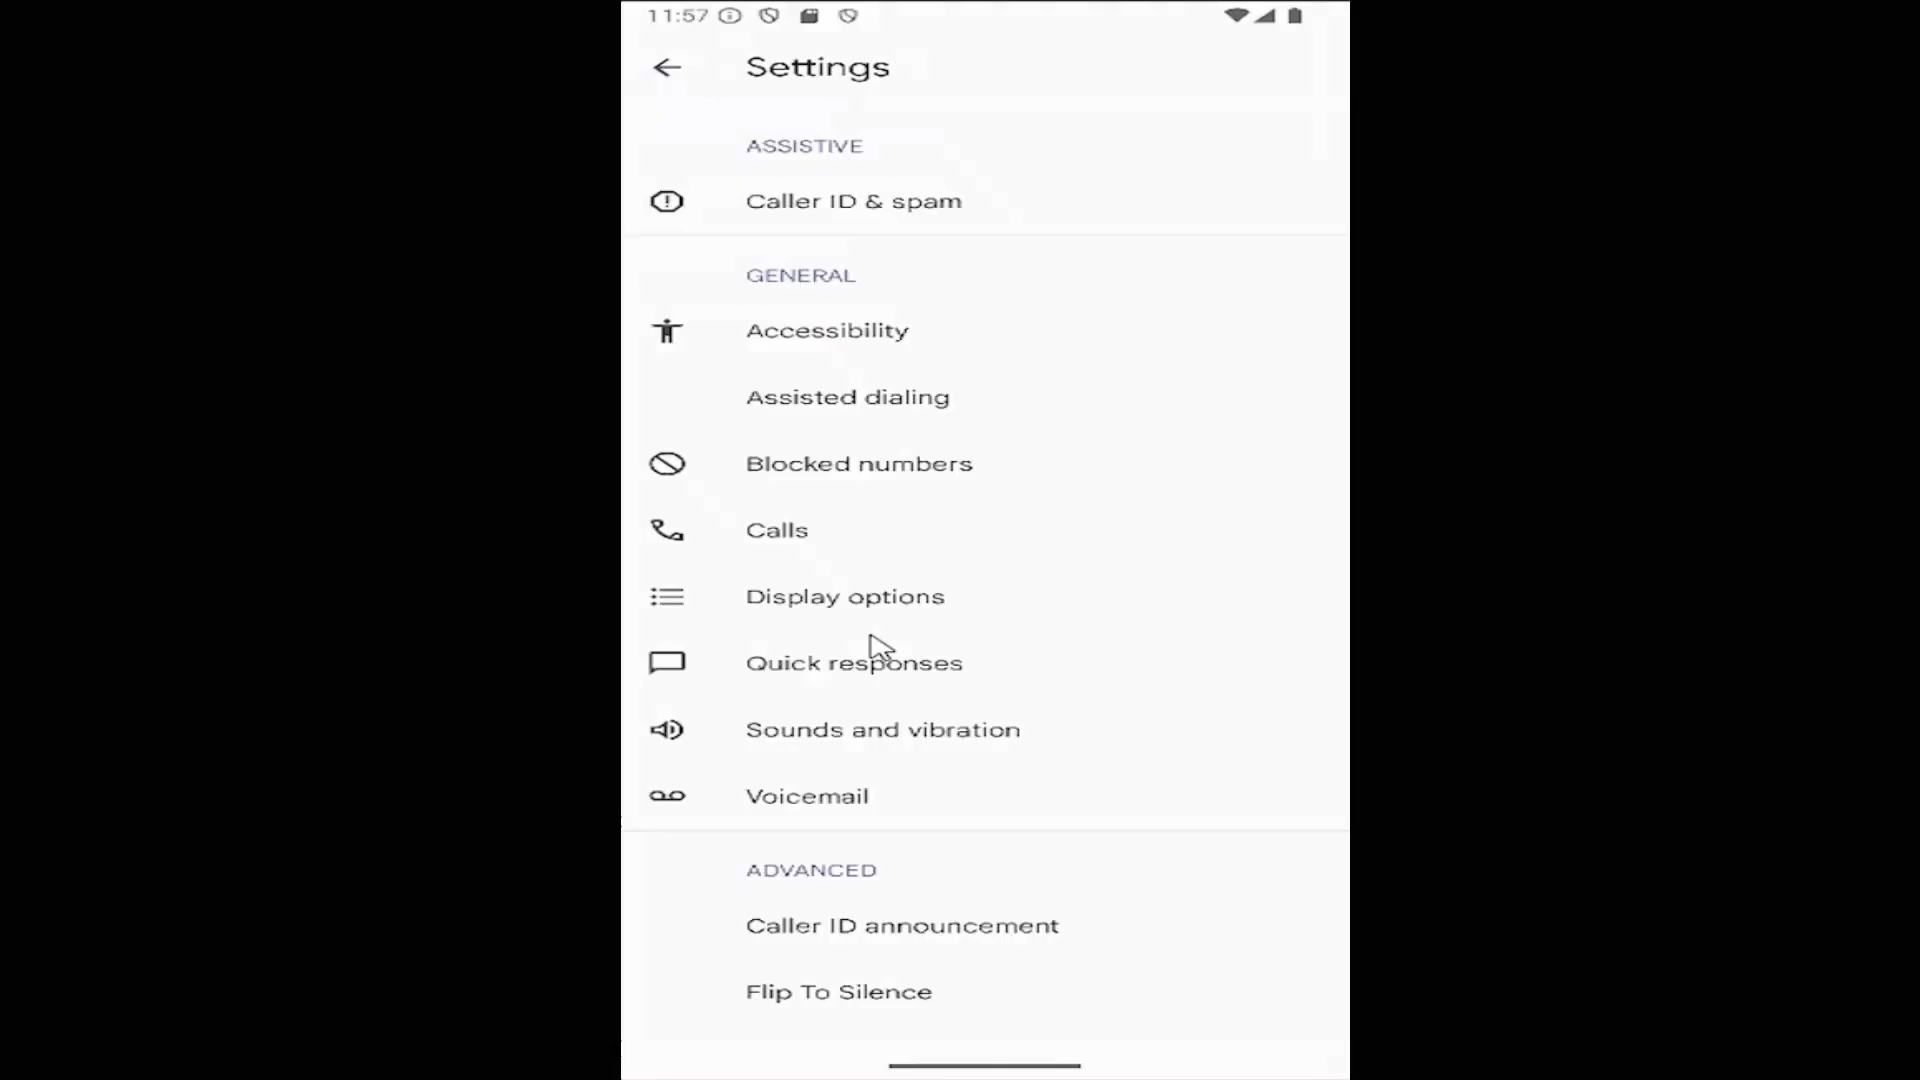 11:57
Settings
ASSISTIVE
Caller ID & spam
GENERAL
Accessibility
Assisted dialing
Blocked numbers
Calls
Display options
Quick responses
Sounds and vibration
Voicemail
ADVANCED
Caller ID announcement
Flip To Silence